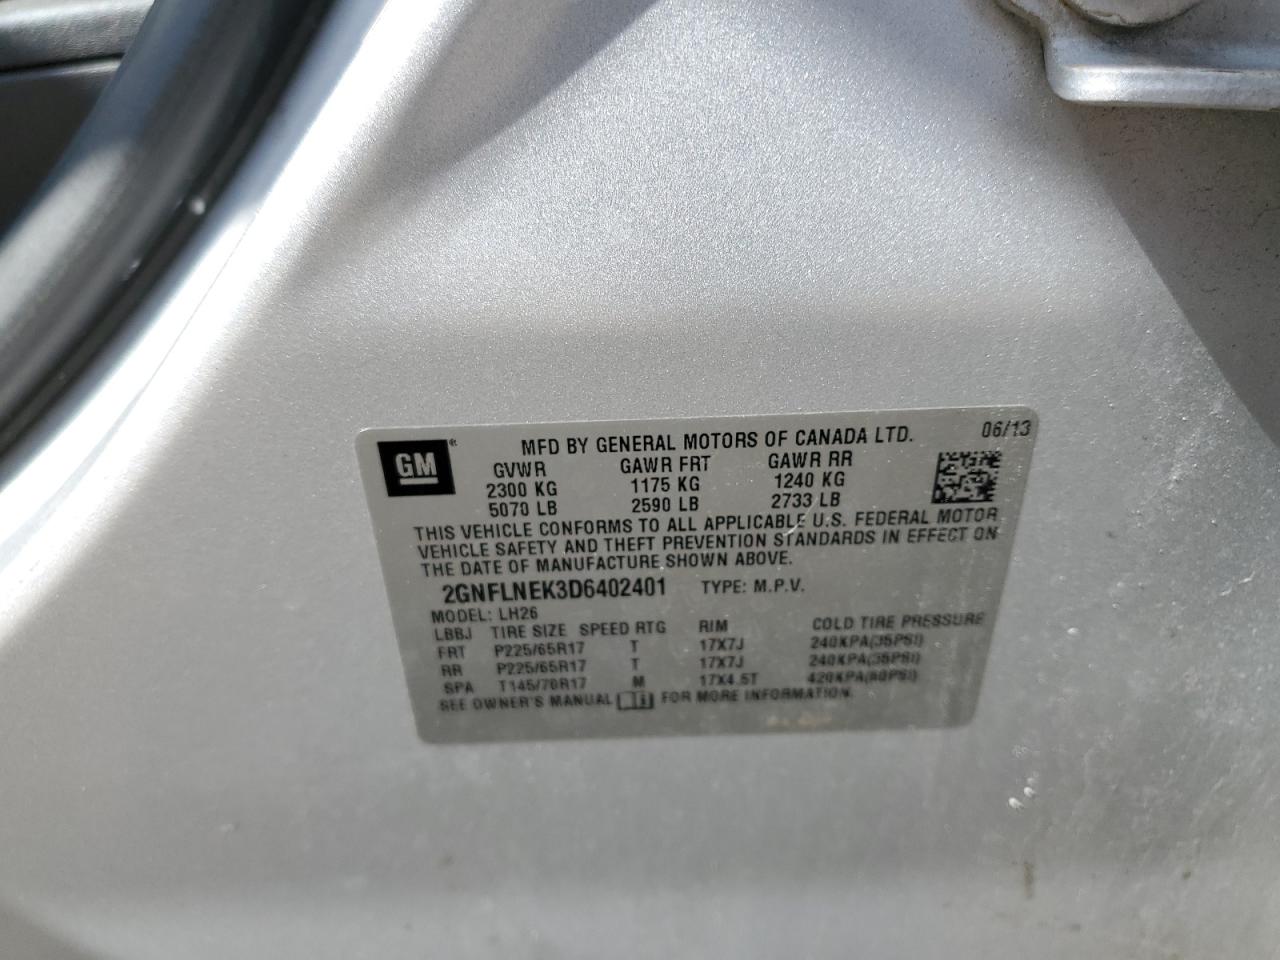 GM ® MFD BY GENERAL MOTORS OF CANADA LTD. 06/13
GVWR GAWR FRT GAWR RR
2300 KG 1175 KG 1240 KG
5070 LB 2590 LB 2733 LB
THIS VEHICLE CONFORMS TO ALL APPLICABLE U.S. FEDERAL MOTOR
VEHICLE SAFETY AND THEFT PREVENTION STANDARDS IN EFFECT ON
THE DATE OF MANUFACTURE SHOWN ABOVE.
2GNFLNEK3D6402401 TYPE: M.P.V.
MODEL: LH26
LBBJ TIRE SIZE SPEED RTG RIM COLD TIRE PRESSURE
FRT P225/65R17 T 17X7J 240KPA(35PSI)
RR P225/65R17 T 17X7J 240KPA(35PSI)
SPA T145/70R17 M 17X4.5T 420KPA(60PSI)
SEE OWNER'S MANUAL FOR MORE INFORMATION.